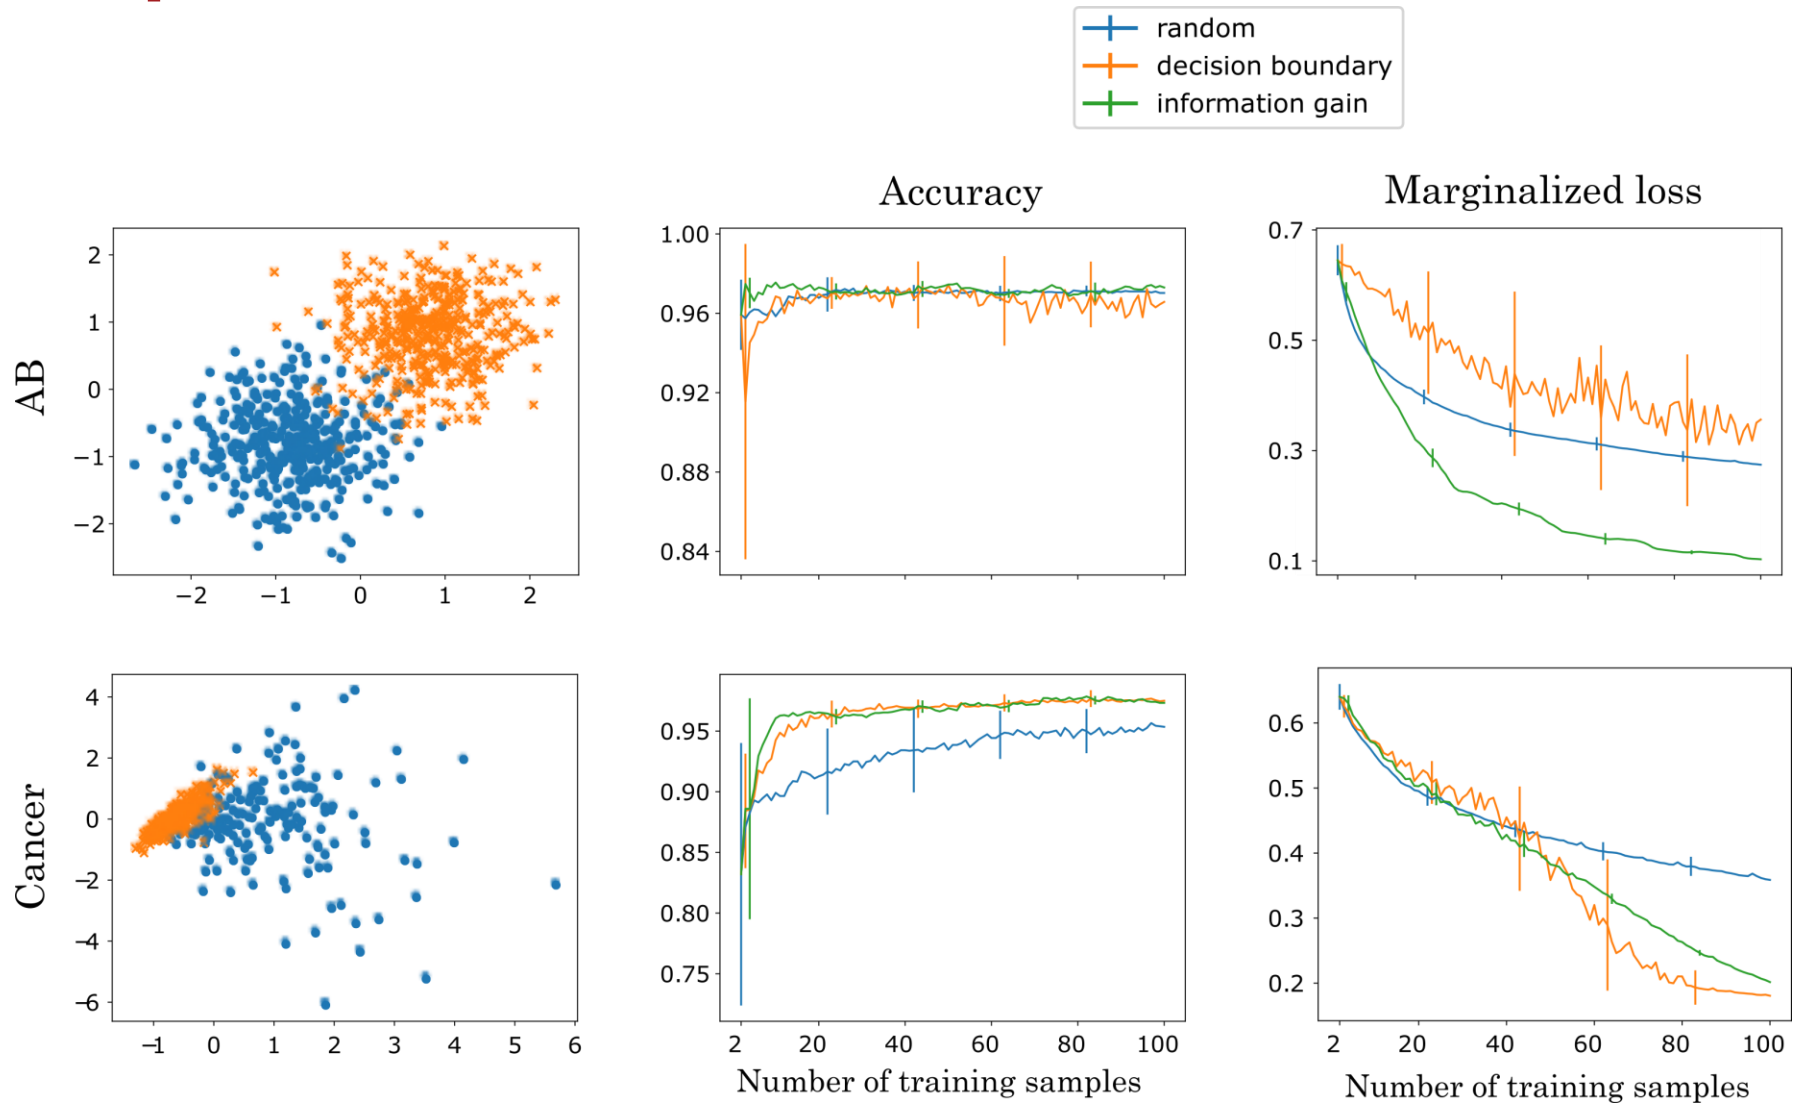 random
decision boundary
information gain
Accuracy
Marginalized loss
AB
2
1
0
−1
−2
−2 −1 0 1 2
1.00
0.96
0.92
0.88
0.84
0.7
0.5
0.3
0.1
Cancer
4
2
0
−2
−4
−6
−1 0 1 2 3 4 5 6
0.95
0.90
0.85
0.80
0.75
2 20 40 60 80 100
Number of training samples
0.6
0.5
0.4
0.3
0.2
2 20 40 60 80 100
Number of training samples